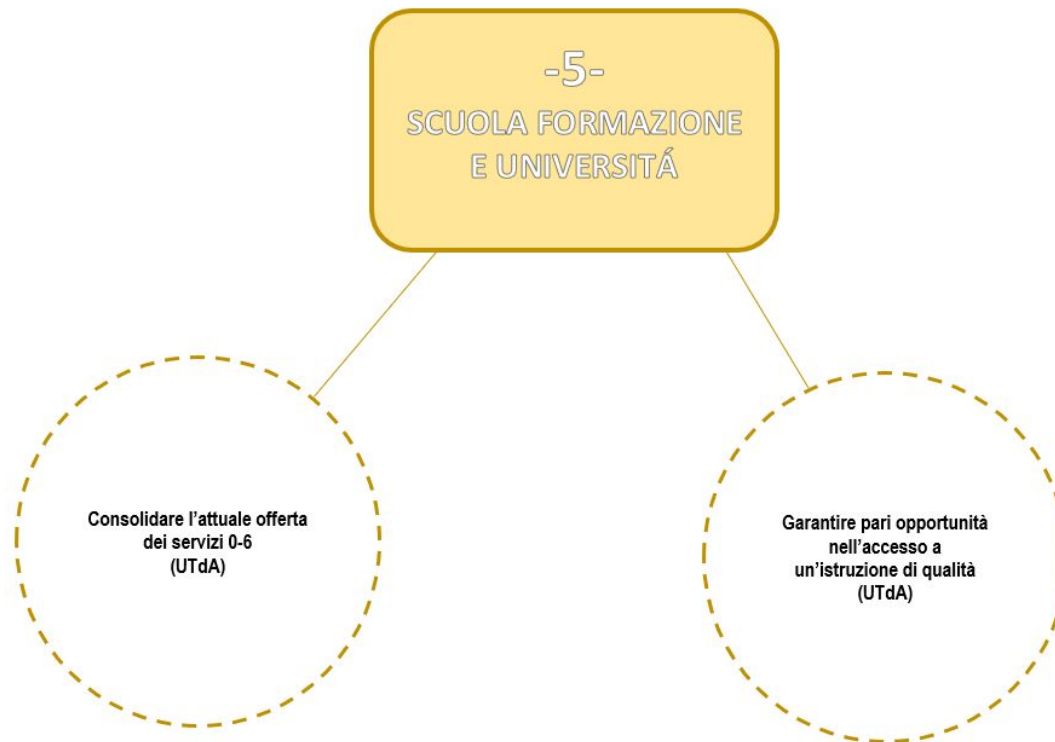 -5-
SCUOLA FORMAZIONE
E UNIVERSITÁ
Consolidare l’attuale offerta
dei servizi 0-6
(UTdA)
Garantire pari opportunità
nell’accesso a
un’istruzione di qualità
(UTdA)